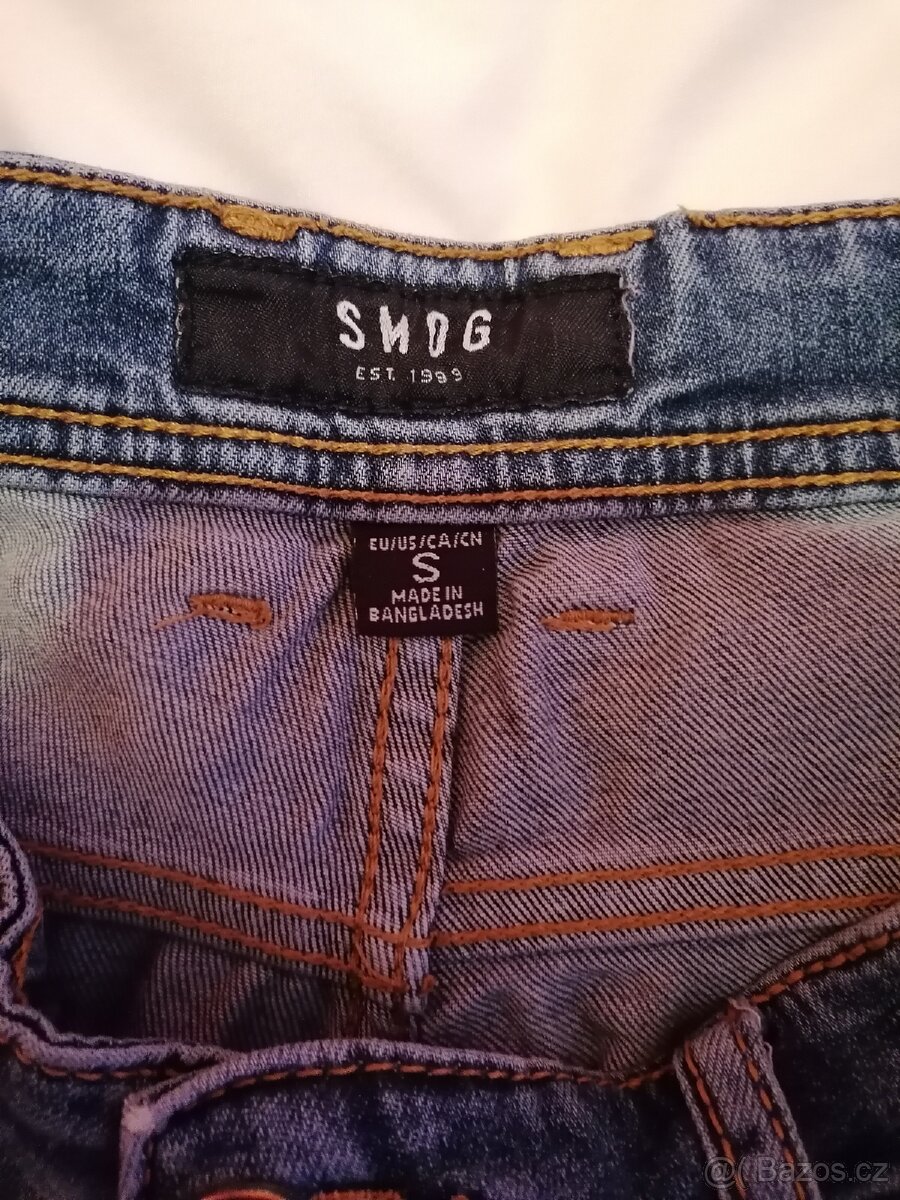 SMOG
EST. 1999
EU/US/CA/CN
S
MADE IN
BANGLADESH
@( Bazos.cz